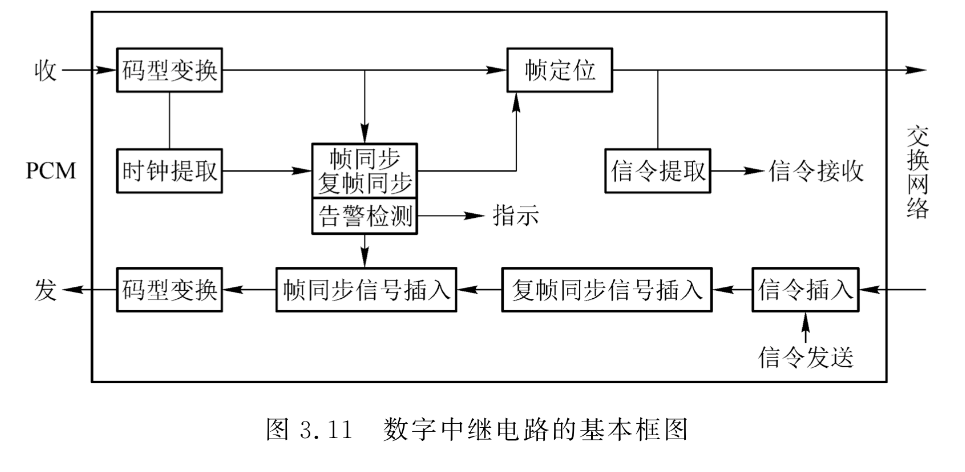 收
码型变换
帧定位
PCM
时钟提取
帧同步
复帧同步
告警检测
指示
信令提取
信令接收
交换网络
发
码型变换
帧同步信号插入
复帧同步信号插入
信令插入
信令发送
图 3.11 数字中继电路的基本框图